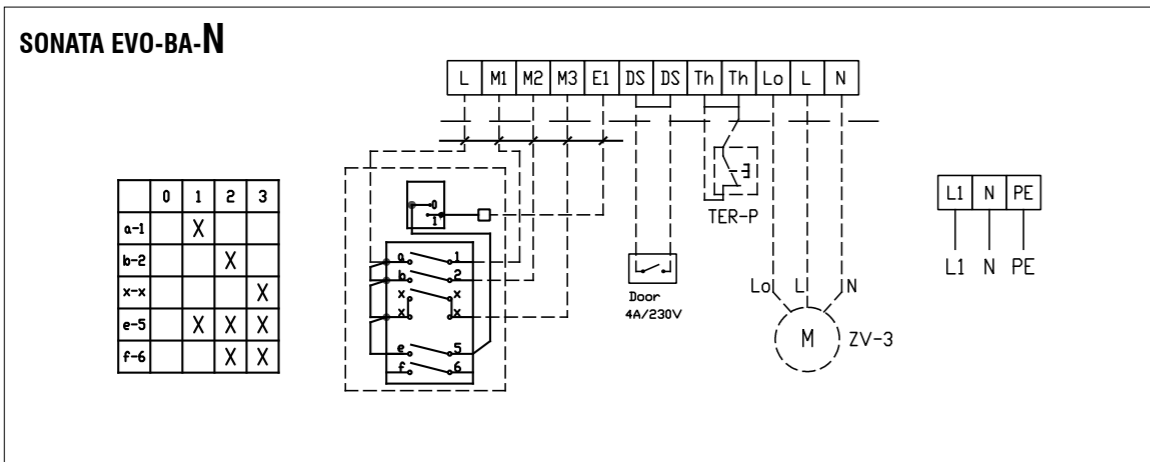 SONATA EVO-BA-N
L M1 M2 M3 E1 DS DS Th Th Lo L N
0 1 2 3
a-1 X
b-2 X
x-x X
e-5 X X X
f-6 X X
0
1
a 1
b 2
x x
x x
e 5
f 6
Door
4A/230V
TER-P
Lo L N
M ZV-3
L1 N PE
L1 N PE